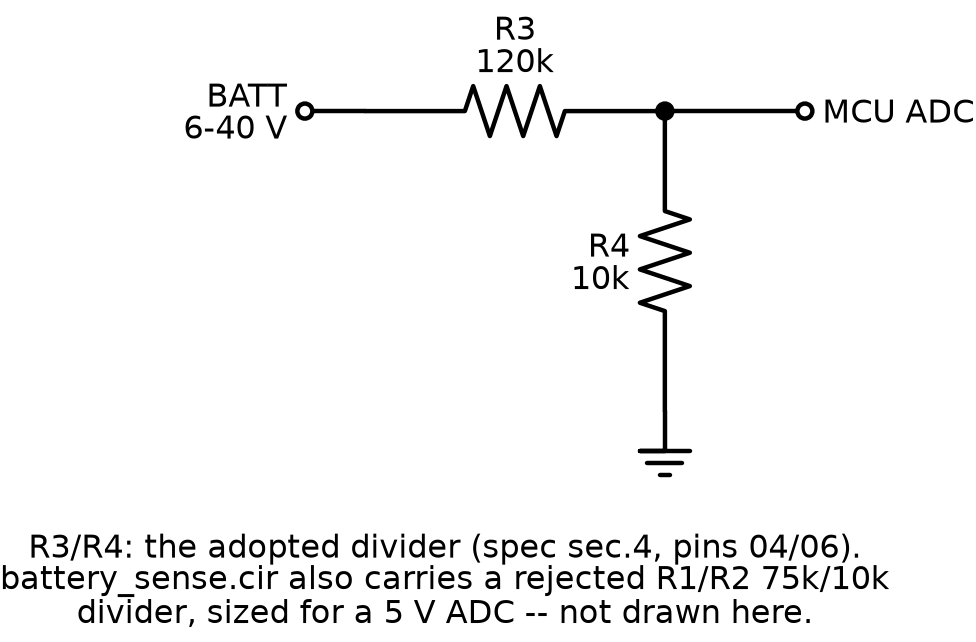 R3
120k
BATT
6-40 V
MCU ADC
R4
10k
R3/R4: the adopted divider (spec sec.4, pins 04/06).
battery_sense.cir also carries a rejected R1/R2 75k/10k
divider, sized for a 5 V ADC -- not drawn here.